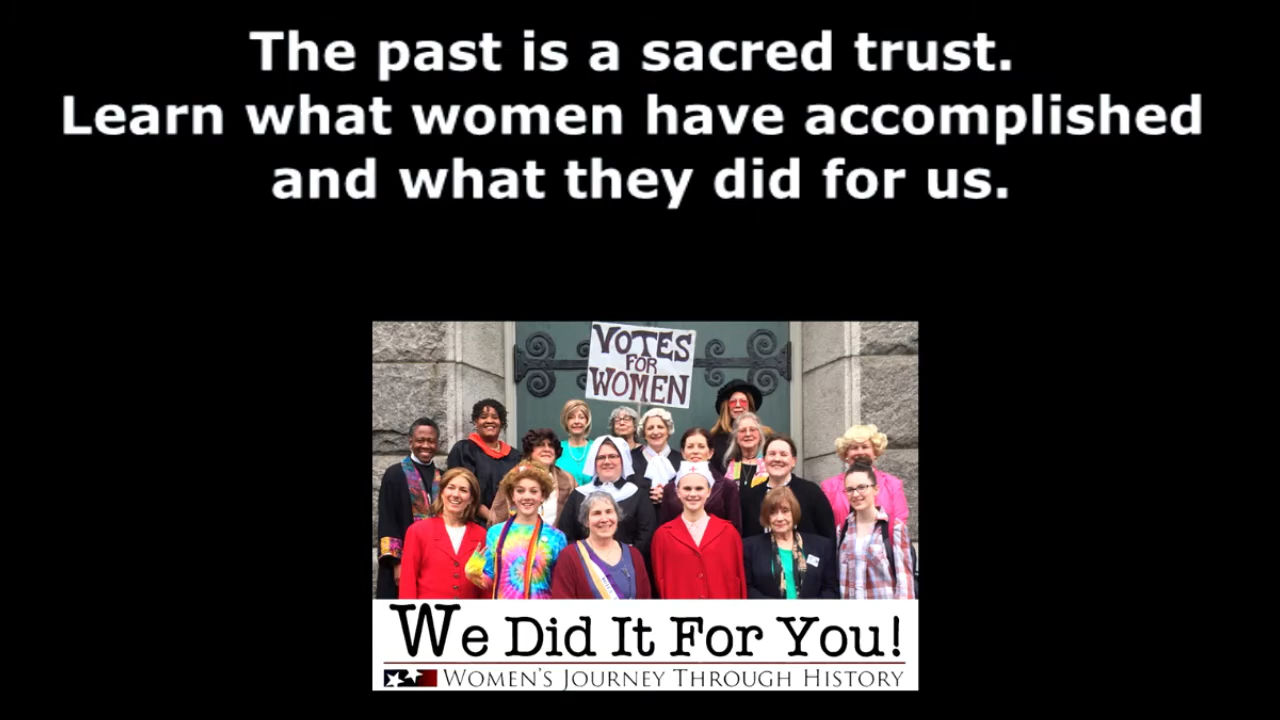 The past is a sacred trust.
Learn what women have accomplished
and what they did for us.
VOTES
FOR
WOMEN
We Did It For You!
Women's Journey Through History